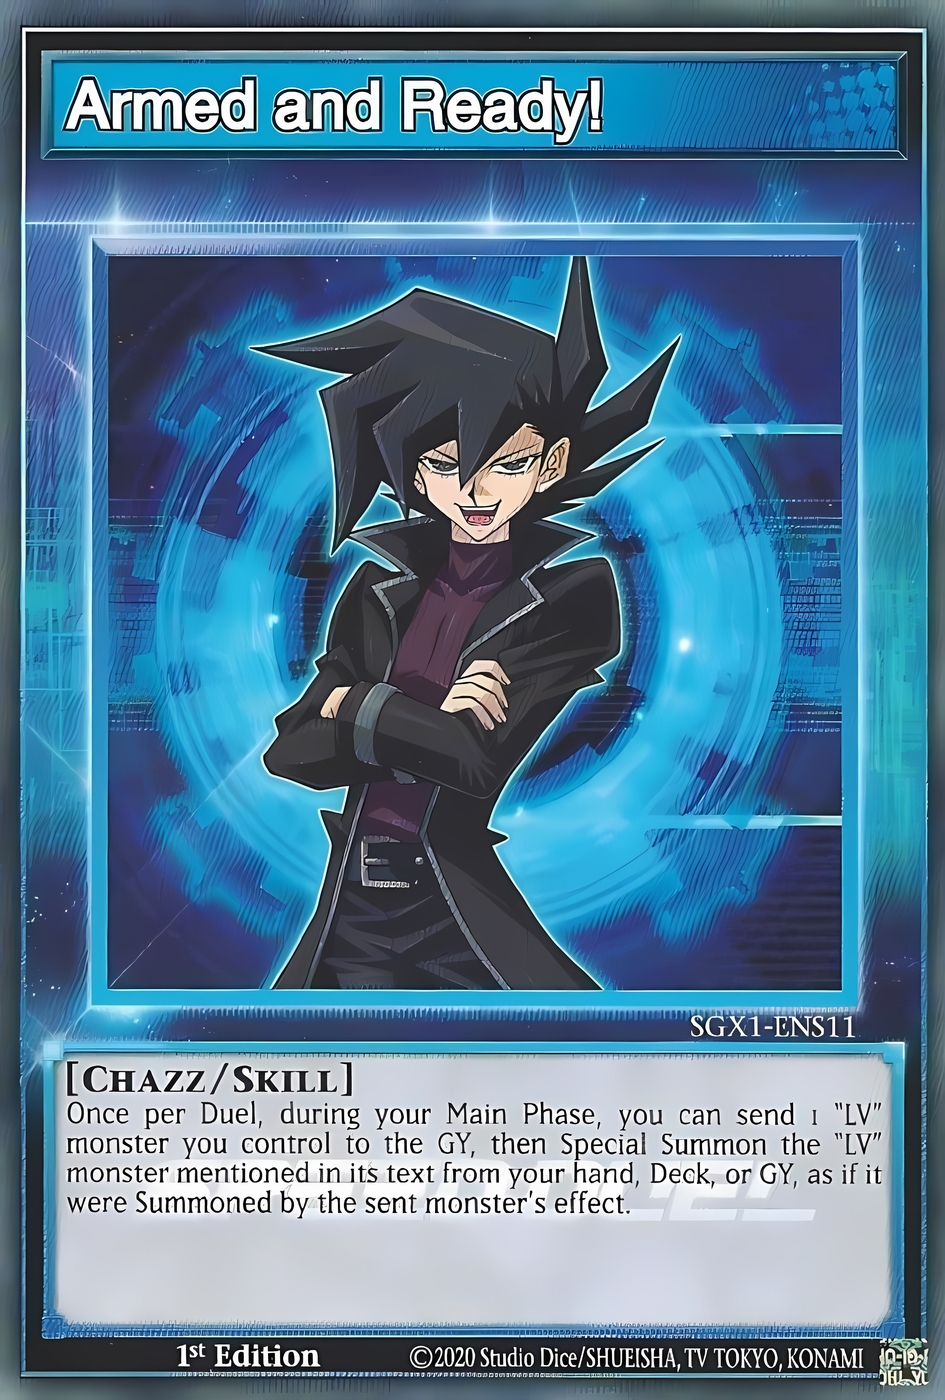 Armed and Ready!
SGX1-ENS11
[CHAZZ/SKILL]
Once per Duel, during your Main Phase, you can send 1 "LV"
monster you control to the GY, then Special Summon the "LV"
monster mentioned in its text from your hand, Deck, or GY, as if it
were Summoned by the sent monster's effect.
1st Edition
©2020 Studio Dice/SHUEISHA, TV TOKYO, KONAMI